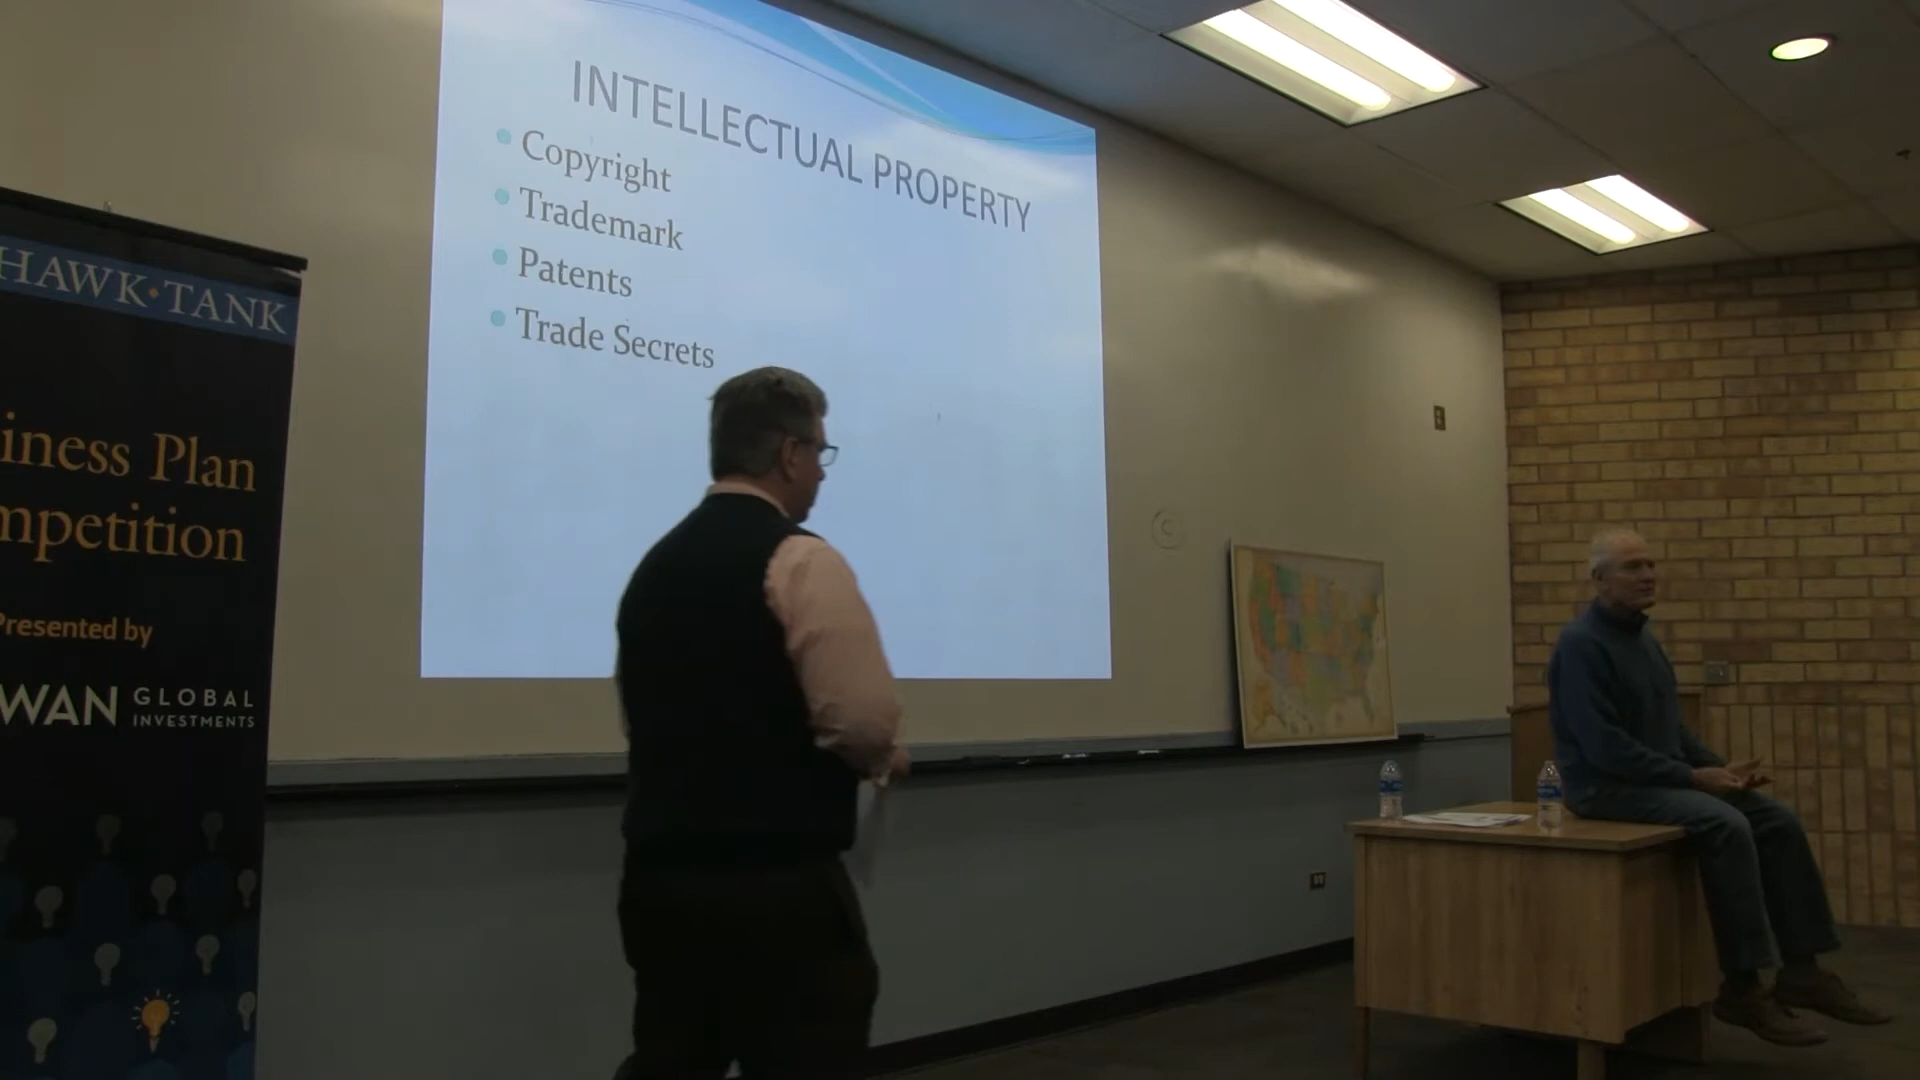 INTELLECTUAL PROPERTY
Copyright
Trademark
Patents
Trade Secrets
HAWK·TANK
iness Plan
mpetition
Presented by
WAN GLOBAL
INVESTMENTS
C